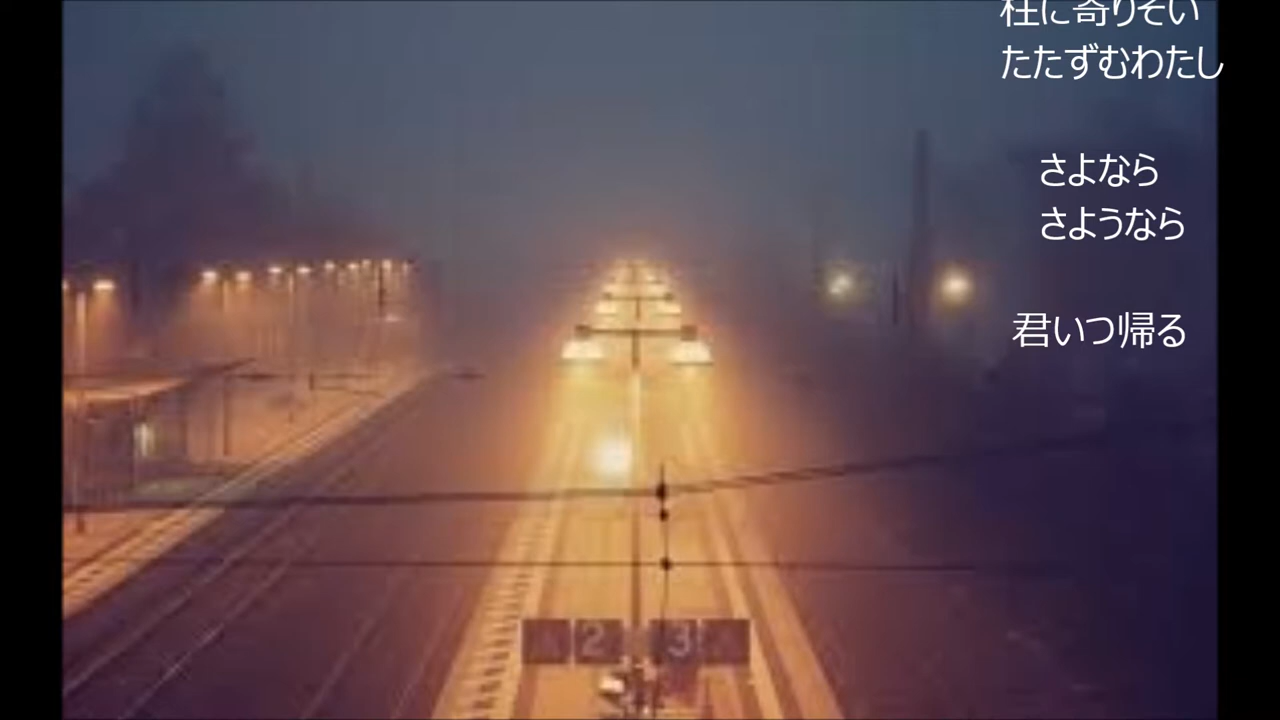 柱に寄りそい
たたずむわたし
さよなら
さようなら
君いつ帰る
2 3